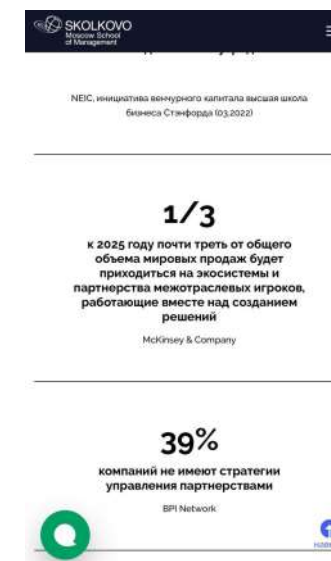 SKOLKOVO
Moscow School
of Management
NEIC, инициатива венчурного капитала высшая школа
бизнеса Стэнфорда (03.2022)
1/3
к 2025 году почти треть от общего
объема мировых продаж будет
приходиться на экосистемы и
партнерства межотраслевых игроков,
работающие вместе над созданием
решений
McKinsey & Company
39%
компаний не имеют стратегии
управления партнерствами
BPI Network